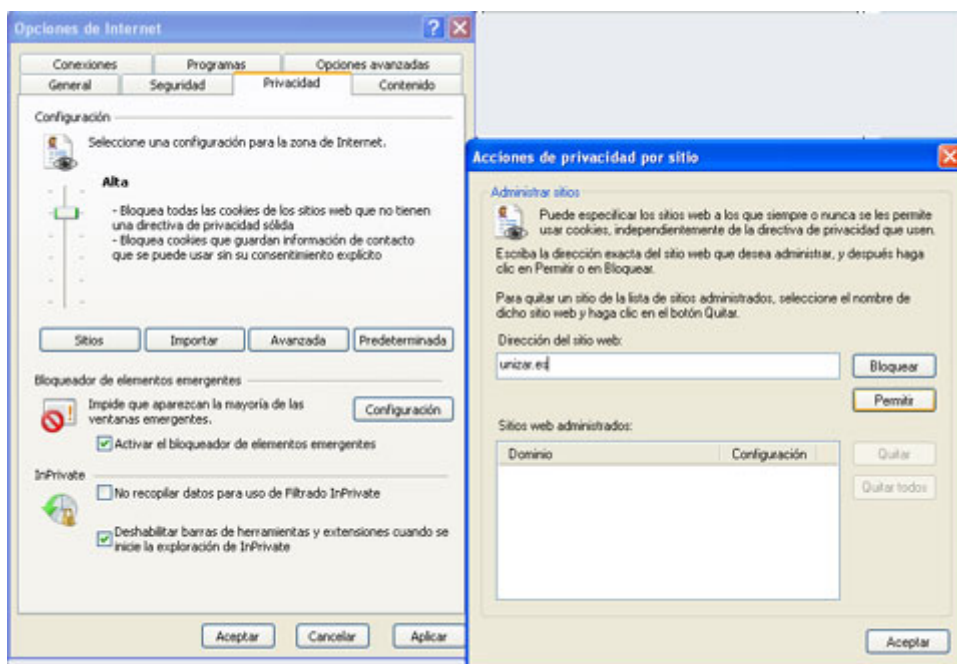 Opciones de Internet
Conexiones Programas Opciones avanzadas
General Seguridad Privacidad Contenido
Configuración
Seleccione una configuración para la zona de Internet.
Alta
- Bloquea todas las cookies de los sitios web que no tienen
una directiva de privacidad sólida
- Bloquea cookies que guardan información de contacto
que se puede usar sin su consentimiento explícito
Sitios Importar Avanzada Predeterminada
Bloqueador de elementos emergentes
Impide que aparezcan la mayoría de las
ventanas emergentes.
Configuración
Activar el bloqueador de elementos emergentes
InPrivate
No recopilar datos para uso de Filtrado InPrivate
Deshabilitar barras de herramientas y extensiones cuando se
inicie la exploración de InPrivate
Aceptar Cancelar Aplicar
Acciones de privacidad por sitio
Administrar sitios
Puede especificar los sitios web a los que siempre o nunca se les permite
usar cookies, independientemente de la directiva de privacidad que usen.
Escriba la dirección exacta del sitio web que desea administrar, y después haga
clic en Permitir o en Bloquear.
Para quitar un sitio de la lista de sitios administrados, seleccione el nombre de
dicho sitio web y haga clic en el botón Quitar.
Dirección del sitio web:
unizar.es
Bloquear
Permitir
Sitios web administrados:
Dominio Configuración
Quitar
Quitar todos
Aceptar